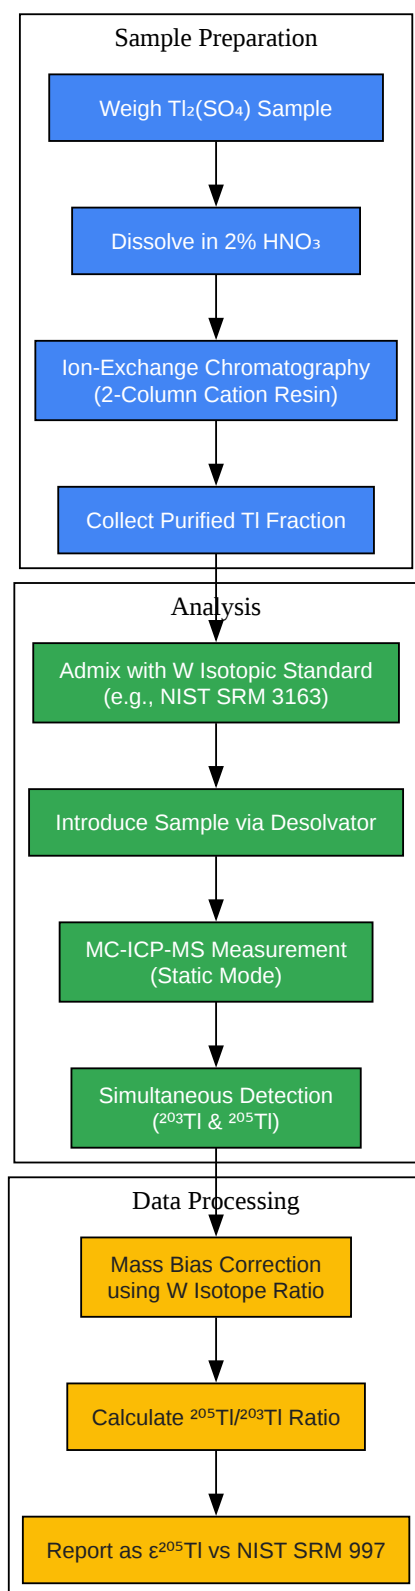 Sample Preparation
Weigh Tl₂(SO₄) Sample
Dissolve in 2% HNO₃
Ion-Exchange Chromatography
(2-Column Cation Resin)
Collect Purified Tl Fraction
Analysis
Admix with W Isotopic Standard
(e.g., NIST SRM 3163)
Introduce Sample via Desolvator
MC-ICP-MS Measurement
(Static Mode)
Simultaneous Detection
(²⁰³Tl & ²⁰⁵Tl)
Data Processing
Mass Bias Correction
using W Isotope Ratio
Calculate ²⁰⁵Tl/²⁰³Tl Ratio
Report as ε²⁰⁵Tl vs NIST SRM 997